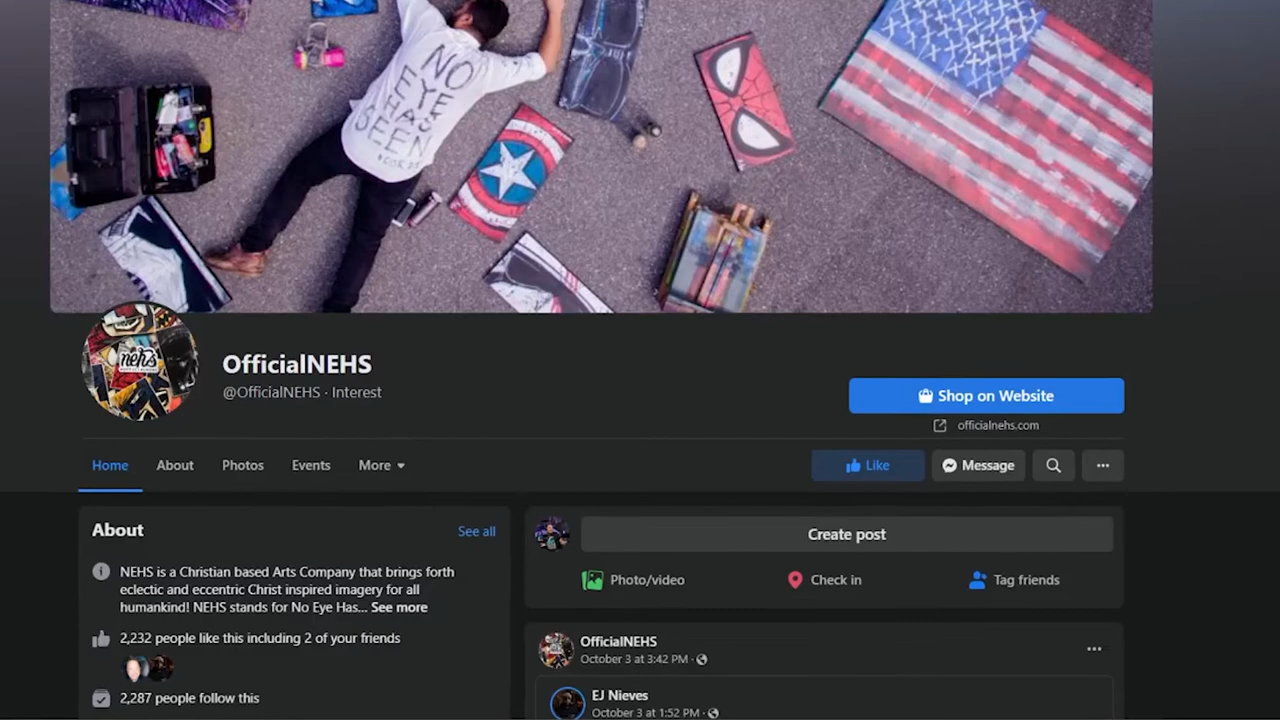 NO
EYE
HAS
SEEN
nehs
OfficialNEHS
@OfficialNEHS · Interest
Shop on Website
officialnehs.com
Home About Photos Events More
Like Message
About See all
NEHS is a Christian based Arts Company that brings forth
eclectic and eccentric Christ inspired imagery for all
humankind! NEHS stands for No Eye Has... See more
2,232 people like this including 2 of your friends
2,287 people follow this
Create post
Photo/video Check in Tag friends
OfficialNEHS
October 3 at 3:42 PM ·
EJ Nieves
October 3 at 1:52 PM ·